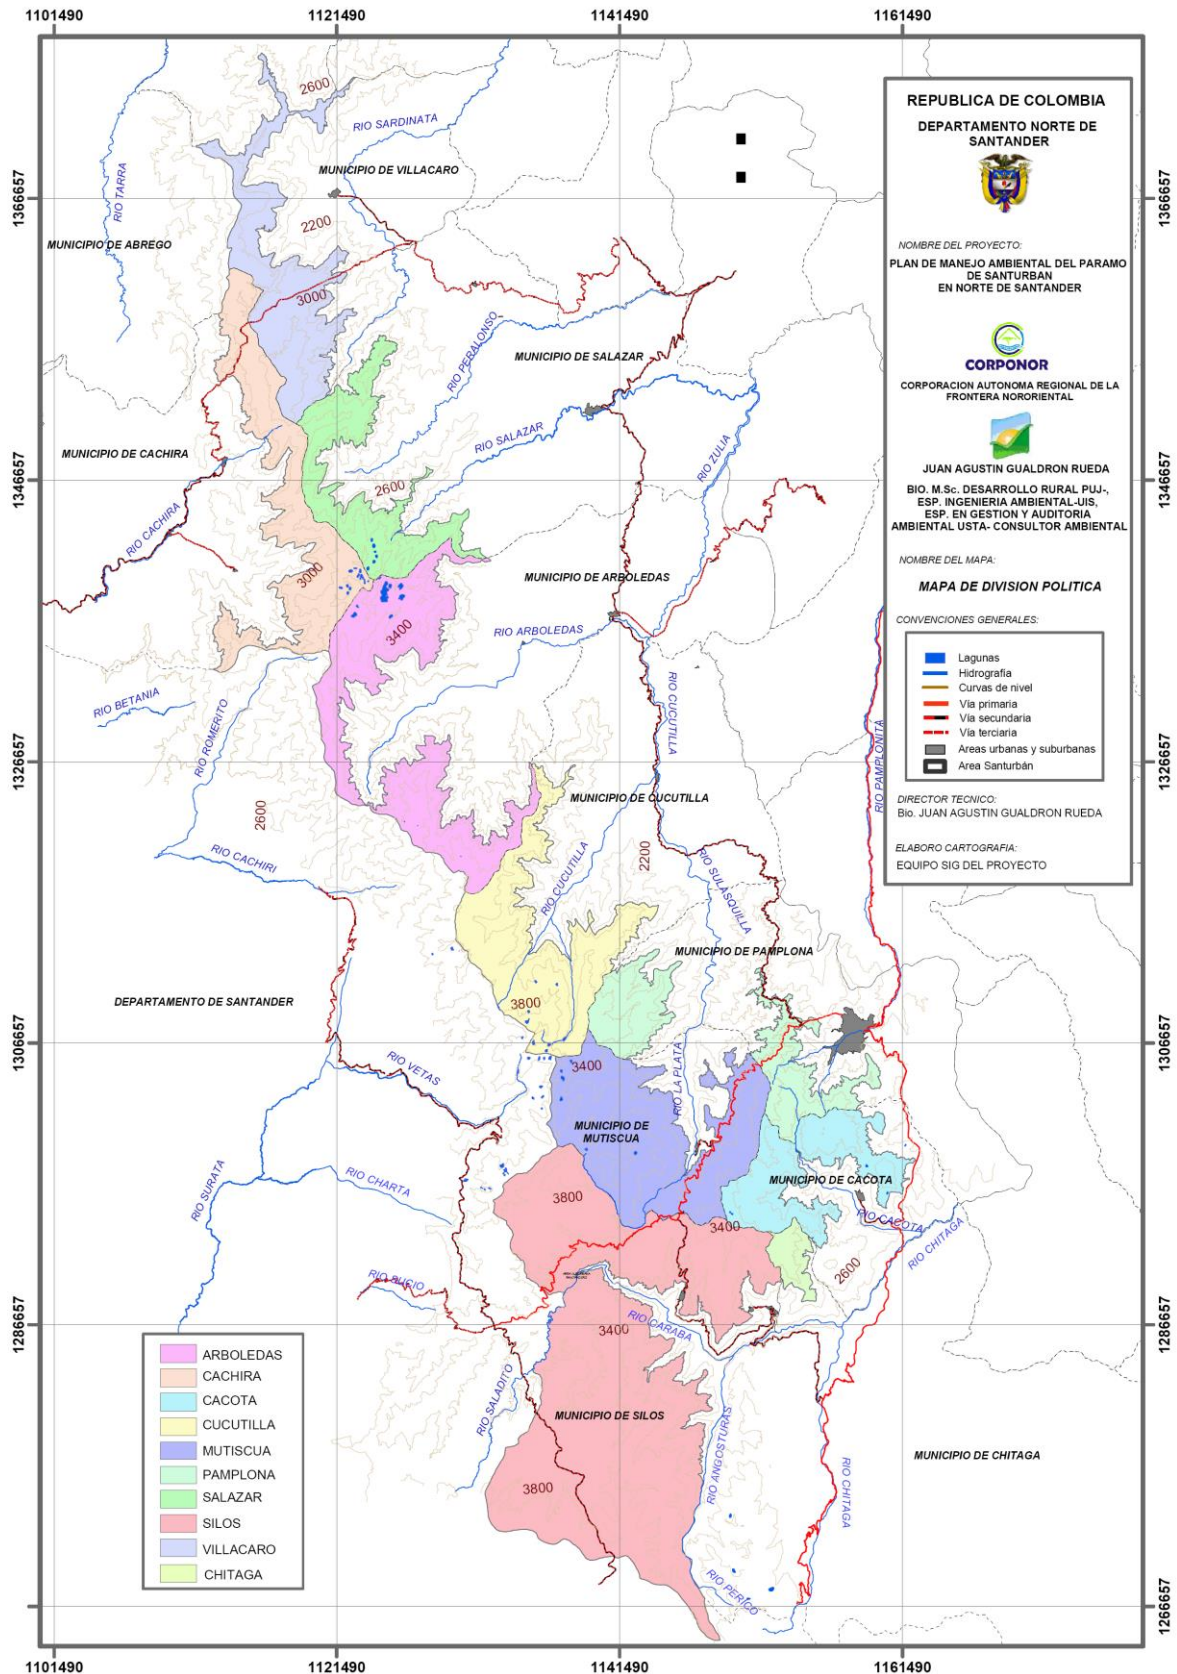 1101490
1121490
1141490
1161490
REPUBLICA DE COLOMBIA
DEPARTAMENTO NORTE DE
SANTANDER
NOMBRE DEL PROYECTO:
PLAN DE MANEJO AMBIENTAL DEL PARAMO
DE SANTURBAN
EN NORTE DE SANTANDER
CORPONOR
CORPORACION AUTONOMA REGIONAL DE LA
FRONTERA NORORIENTAL
JUAN AGUSTIN GUALDRON RUEDA
BIO. M.Sc. DESARROLLO RURAL PUJ-,
ESP. INGENIERIA AMBIENTAL-UIS,
ESP. EN GESTION Y AUDITORIA
AMBIENTAL USTA- CONSULTOR AMBIENTAL
NOMBRE DEL MAPA:
MAPA DE DIVISION POLITICA
CONVENCIONES GENERALES:
Lagunas
Hidrografía
Curvas de nivel
Vía primaria
Vía secundaria
Vía terciaria
Areas urbanas y suburbanas
Area Santurbán
DIRECTOR TECNICO:
Bio. JUAN AGUSTIN GUALDRON RUEDA
ELABORO CARTOGRAFIA:
EQUIPO SIG DEL PROYECTO
2600
RIO SARDINATA
MUNICIPIO DE VILLACARO
RIO TARRA
1366657
1366657
2200
MUNICIPIO DE ABREGO
3000
RIO PERALONSO
MUNICIPIO DE SALAZAR
RIO SALAZAR
RIO ZULIA
MUNICIPIO DE CACHIRA
1346657
1346657
2600
RIO CACHIRA
3000
MUNICIPIO DE ARBOLEDAS
3400
RIO ARBOLEDAS
RIO BETANIA
RIO ROMERITO
RIO CUCUTILLA
RIO PAMPLONITA
1326657
1326657
MUNICIPIO DE CUCUTILLA
2600
2200
RIO CACHIRI
RIO CUCUTILLA
RIO SULASQUILLA
MUNICIPIO DE PAMPLONA
DEPARTAMENTO DE SANTANDER
3800
1306657
1306657
RIO VETAS
3400
RIO LA PLATA
MUNICIPIO DE
MUTISCUA
RIO SURATA
RIO CHARTA
3800
MUNICIPIO DE CACOTA
3400
RIO CACOTA
RIO CHITAGA
2600
RIO SUCIO
1286657
1286657
RIO CARABA
3400
RIO SALADITO
MUNICIPIO DE SILOS
RIO ANGOSTURAS
MUNICIPIO DE CHITAGA
RIO CHITAGA
3800
RIO PERICO
1266657
ARBOLEDAS
CACHIRA
CACOTA
CUCUTILLA
MUTISCUA
PAMPLONA
SALAZAR
SILOS
VILLACARO
CHITAGA
1101490
1121490
1141490
1161490